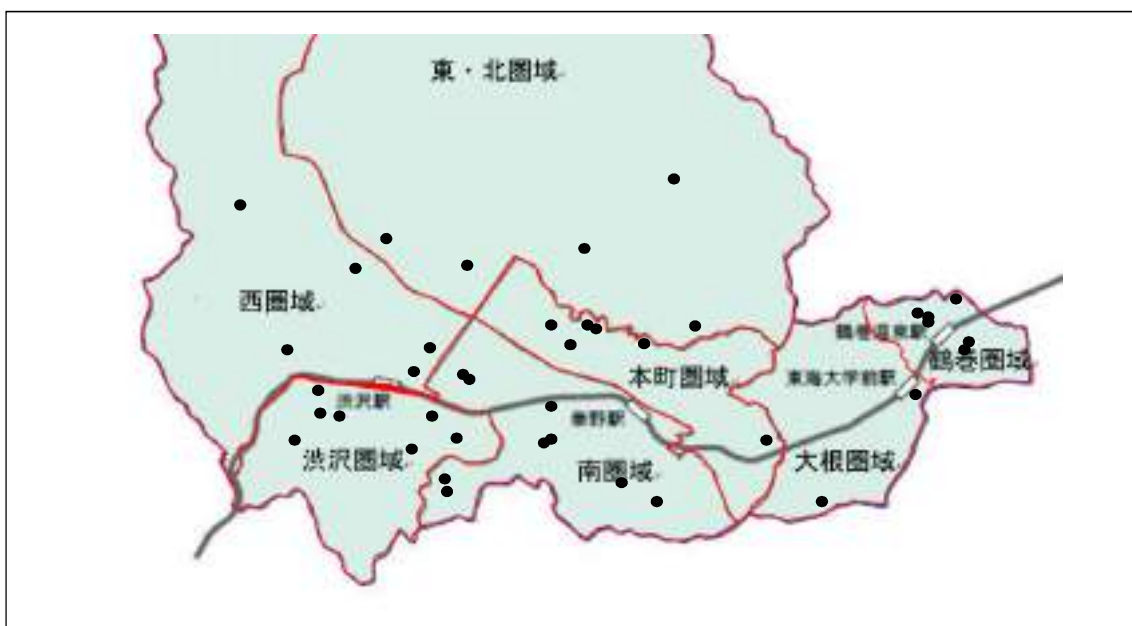 東・北圏域
西圏域
鶴巻温泉駅
鶴巻圏域
本町圏域
東海大学前駅
渋沢駅
秦野駅
渋沢圏域
南圏域
大根圏域